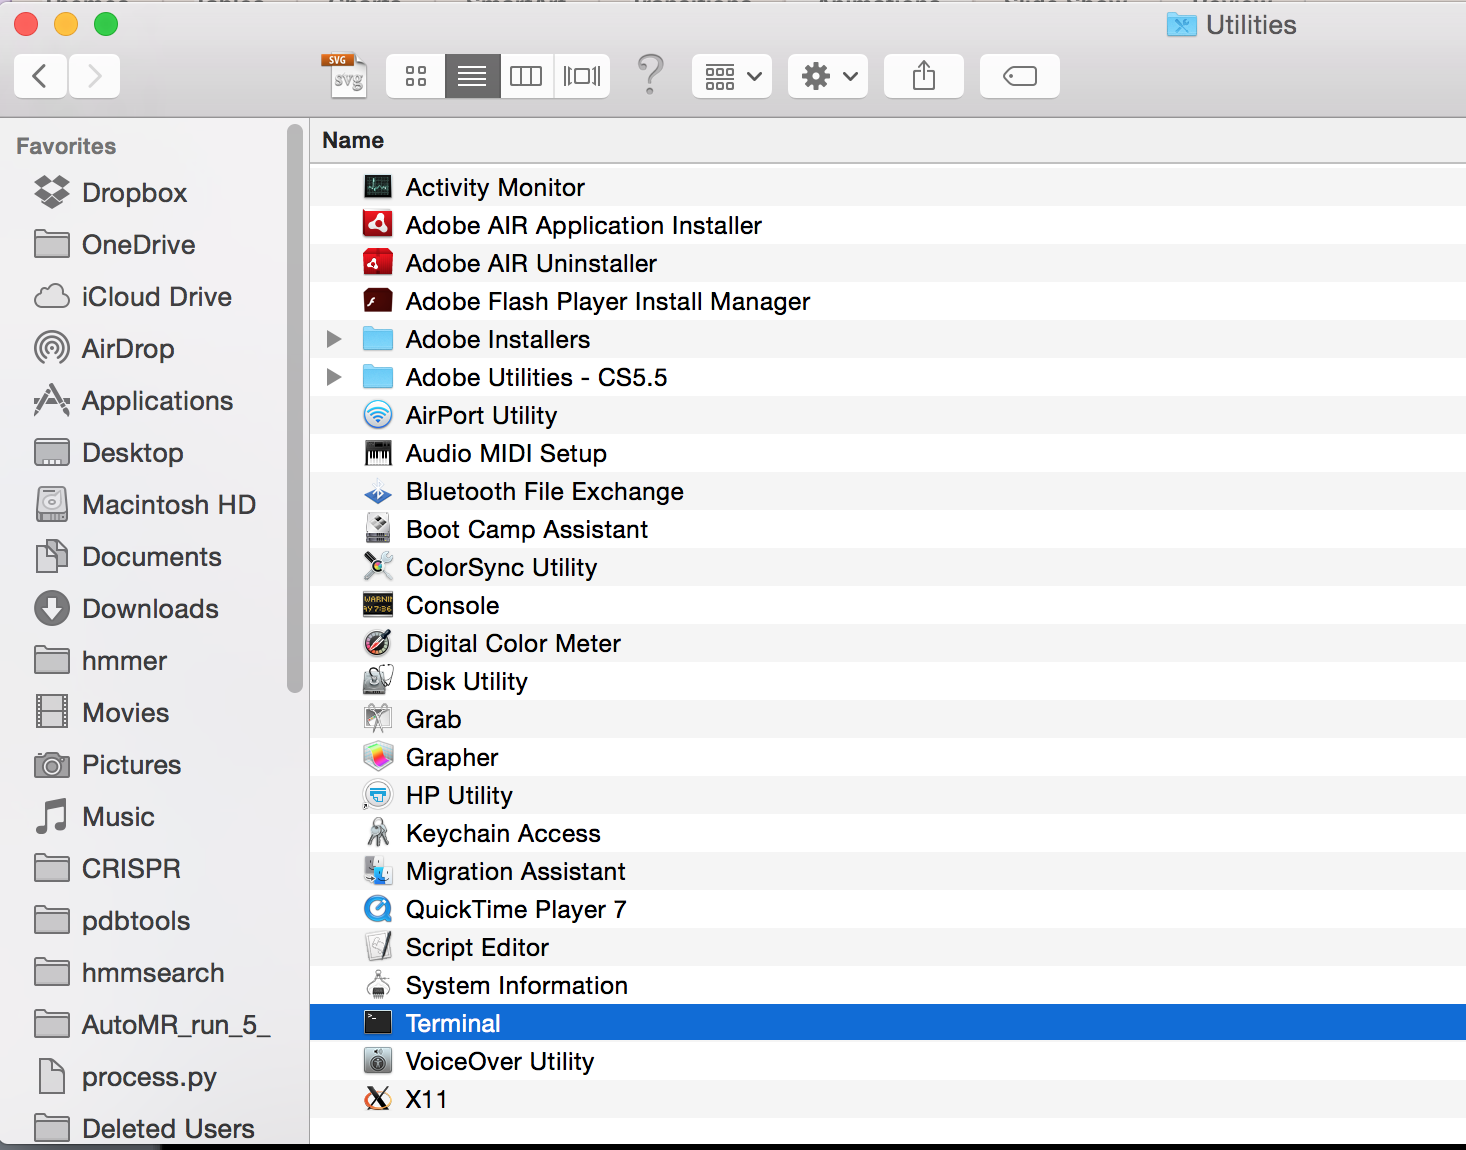 Utilities
SVG
svg
Favorites
Dropbox
OneDrive
iCloud Drive
AirDrop
Applications
Desktop
Macintosh HD
Documents
Downloads
hmmer
Movies
Pictures
Music
CRISPR
pdbtools
hmmsearch
AutoMR_run_5_
process.py
Deleted Users
Name
Activity Monitor
Adobe AIR Application Installer
Adobe AIR Uninstaller
Adobe Flash Player Install Manager
Adobe Installers
Adobe Utilities - CS5.5
AirPort Utility
Audio MIDI Setup
Bluetooth File Exchange
Boot Camp Assistant
ColorSync Utility
Console
Digital Color Meter
Disk Utility
Grab
Grapher
HP Utility
Keychain Access
Migration Assistant
QuickTime Player 7
Script Editor
System Information
Terminal
VoiceOver Utility
X11